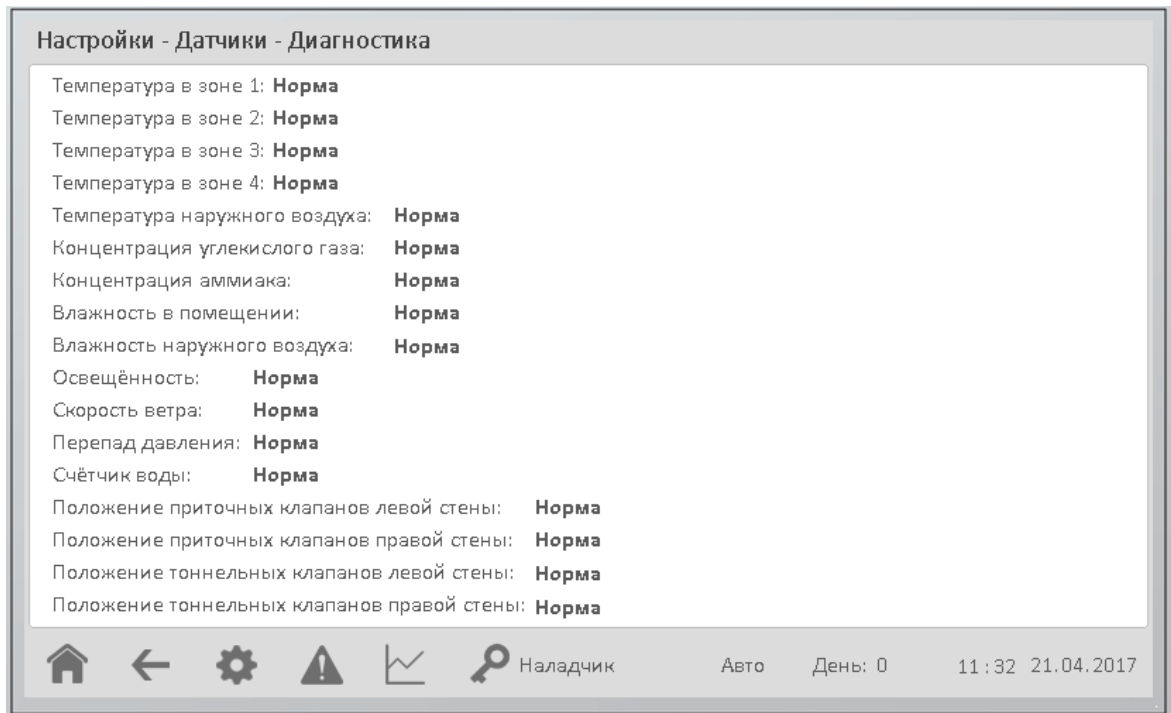 Настройки - Датчики - Диагностика
Температура в зоне 1: Норма
Температура в зоне 2: Норма
Температура в зоне 3: Норма
Температура в зоне 4: Норма
Температура наружного воздуха: Норма
Концентрация углекислого газа: Норма
Концентрация аммиака: Норма
Влажность в помещении: Норма
Влажность наружного воздуха: Норма
Освещённость: Норма
Скорость ветра: Норма
Перепад давления: Норма
Счётчик воды: Норма
Положение приточных клапанов левой стены: Норма
Положение приточных клапанов правой стены: Норма
Положение тоннельных клапанов левой стены: Норма
Положение тоннельных клапанов правой стены: Норма
Наладчик Авто День: 0 11:32 21.04.2017